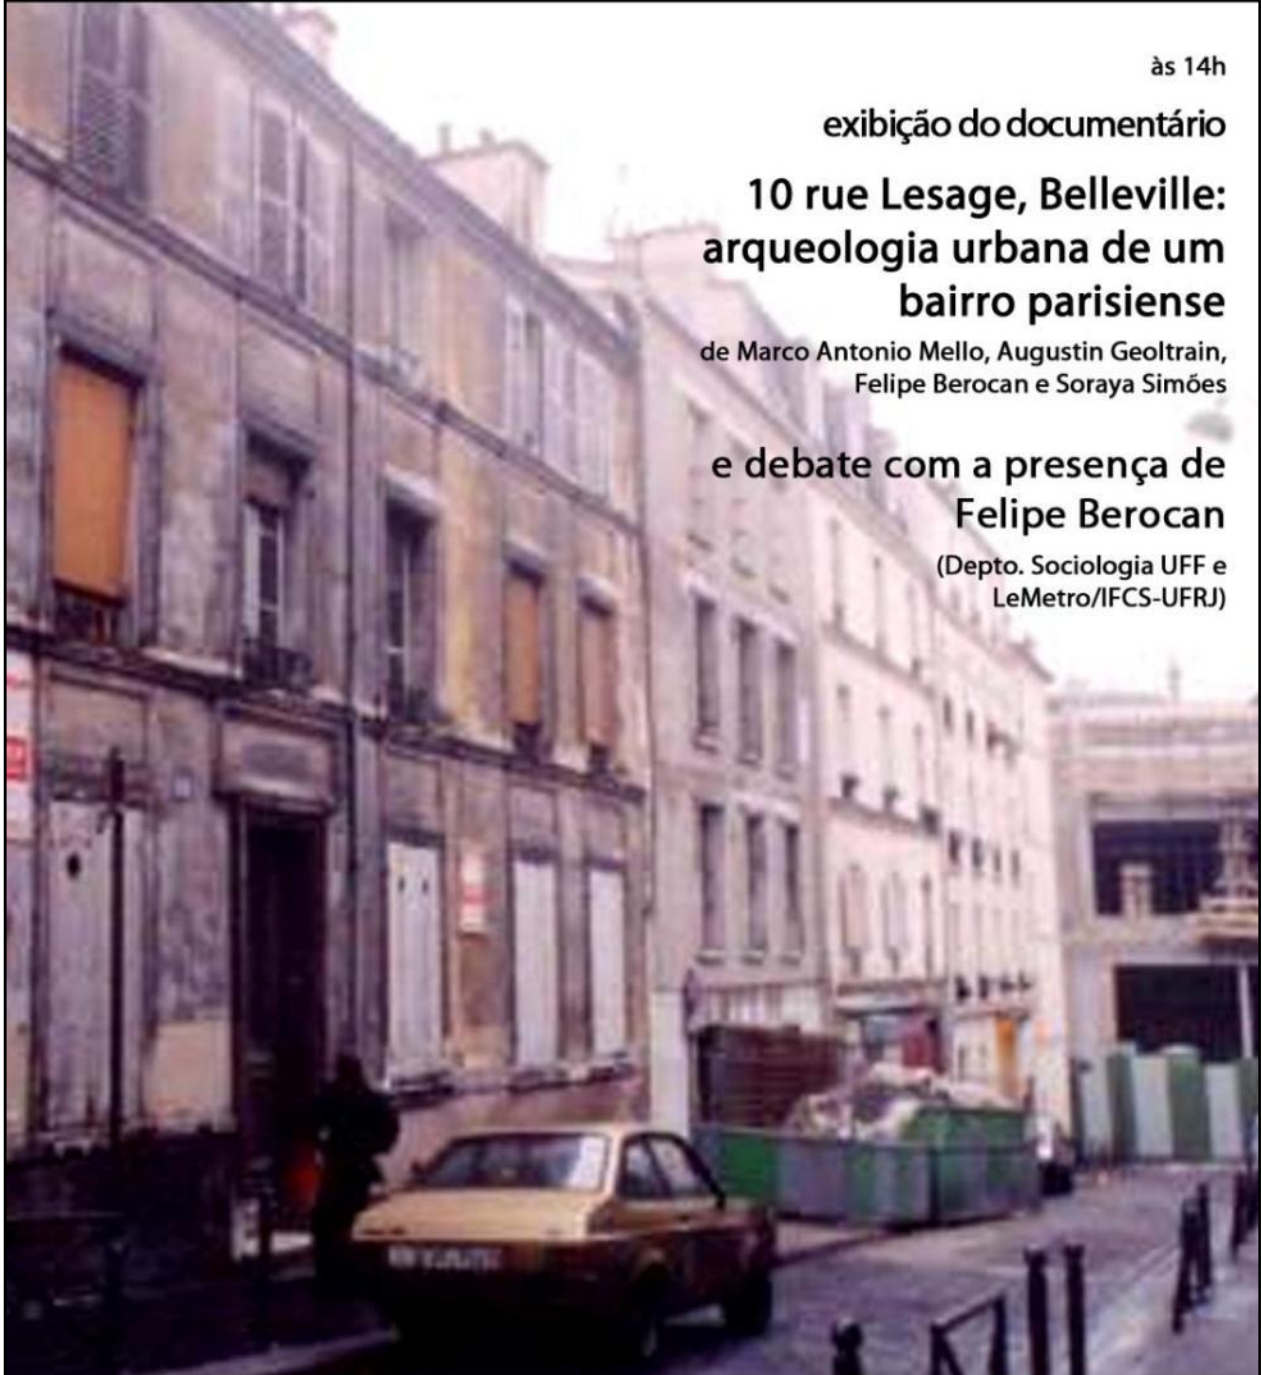 às 14h
exibição do documentário
10 rue Lesage, Belleville:
arqueologia urbana de um
bairro parisiense
de Marco Antonio Mello, Augustin Geoltrain,
Felipe Berocan e Soraya Simões
e debate com a presença de
Felipe Berocan
(Depto. Sociologia UFF e
LeMetro/IFCS-UFRJ)